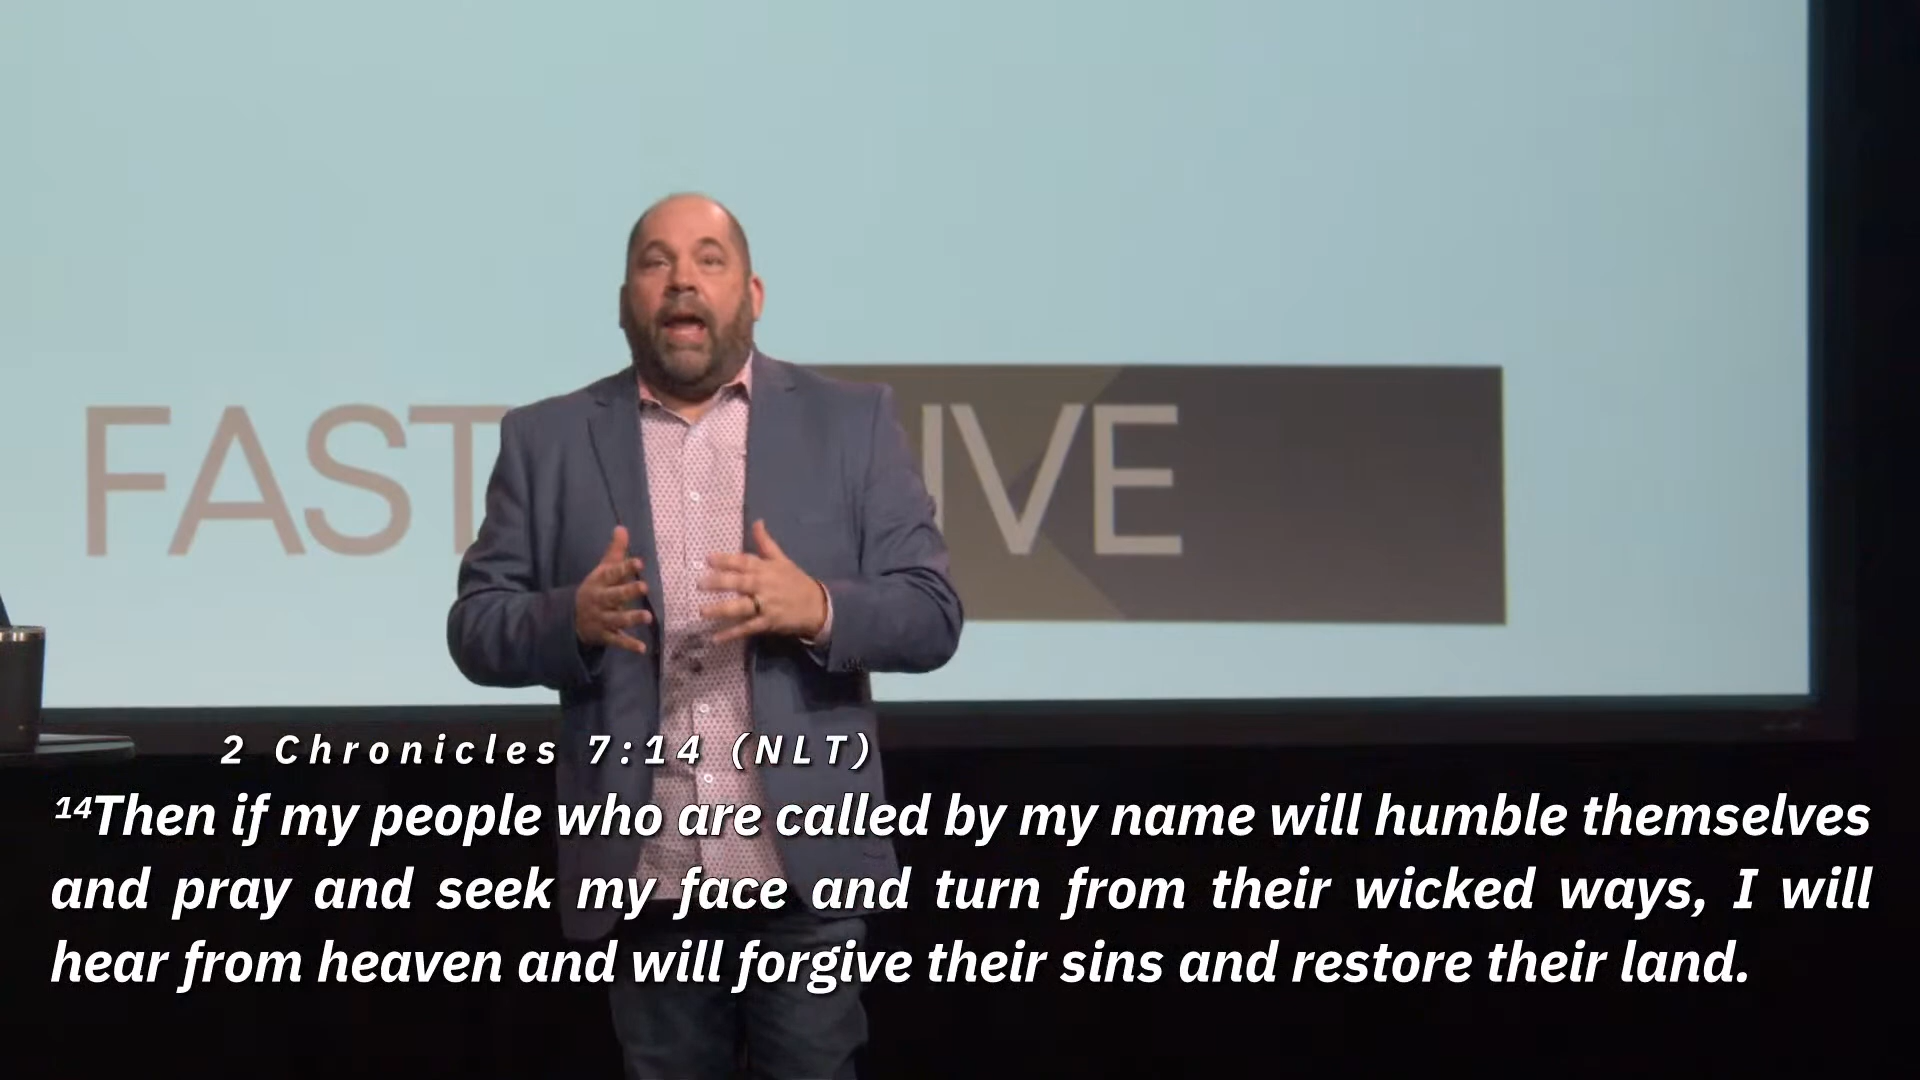 FAST IVE
2 Chronicles 7:14 (NLT)
14Then if my people who are called by my name will humble themselves
and pray and seek my face and turn from their wicked ways, I will
hear from heaven and will forgive their sins and restore their land.